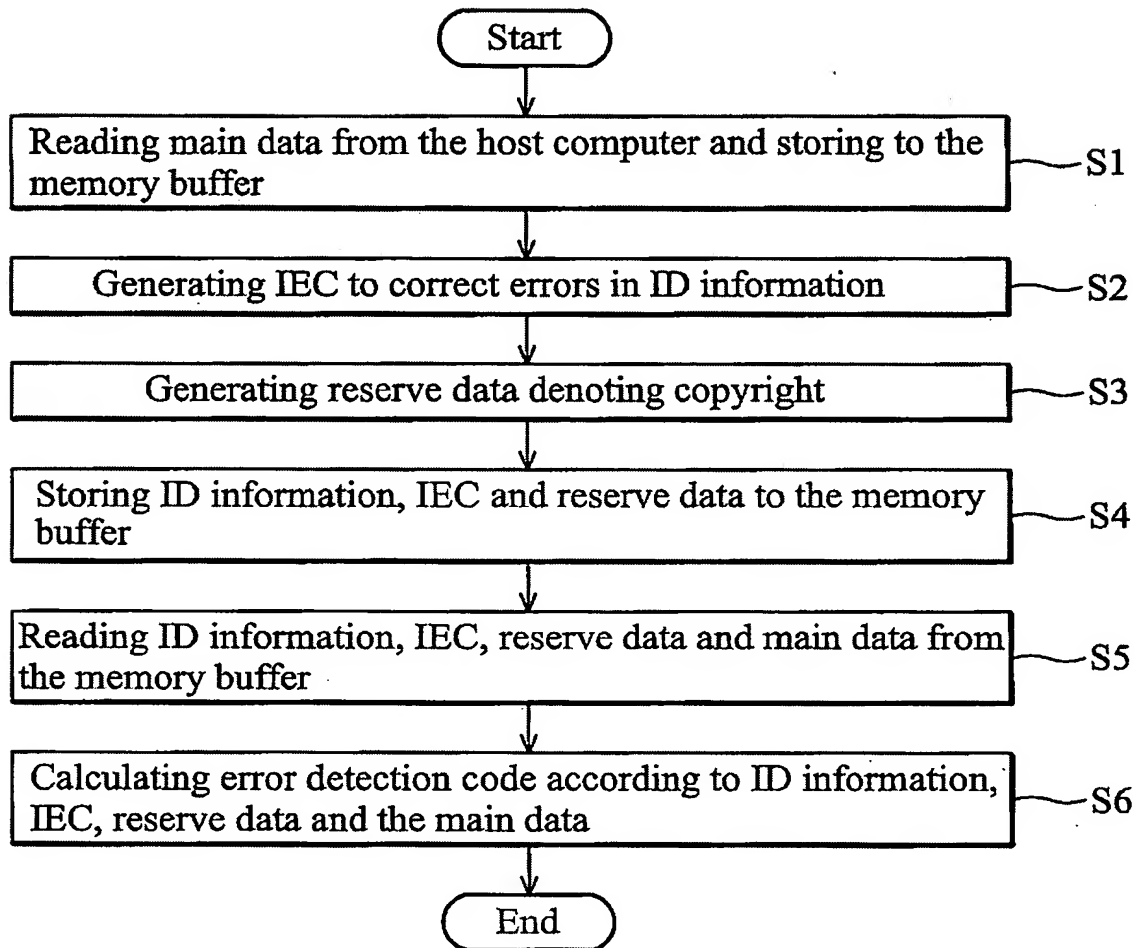 Start
Reading main data from the host computer and storing to the
memory buffer
S1
Generating IEC to correct errors in ID information
S2
Generating reserve data denoting copyright
S3
Storing ID information, IEC and reserve data to the memory
buffer
S4
Reading ID information, IEC, reserve data and main data from
the memory buffer
S5
Calculating error detection code according to ID information,
IEC, reserve data and the main data
S6
End